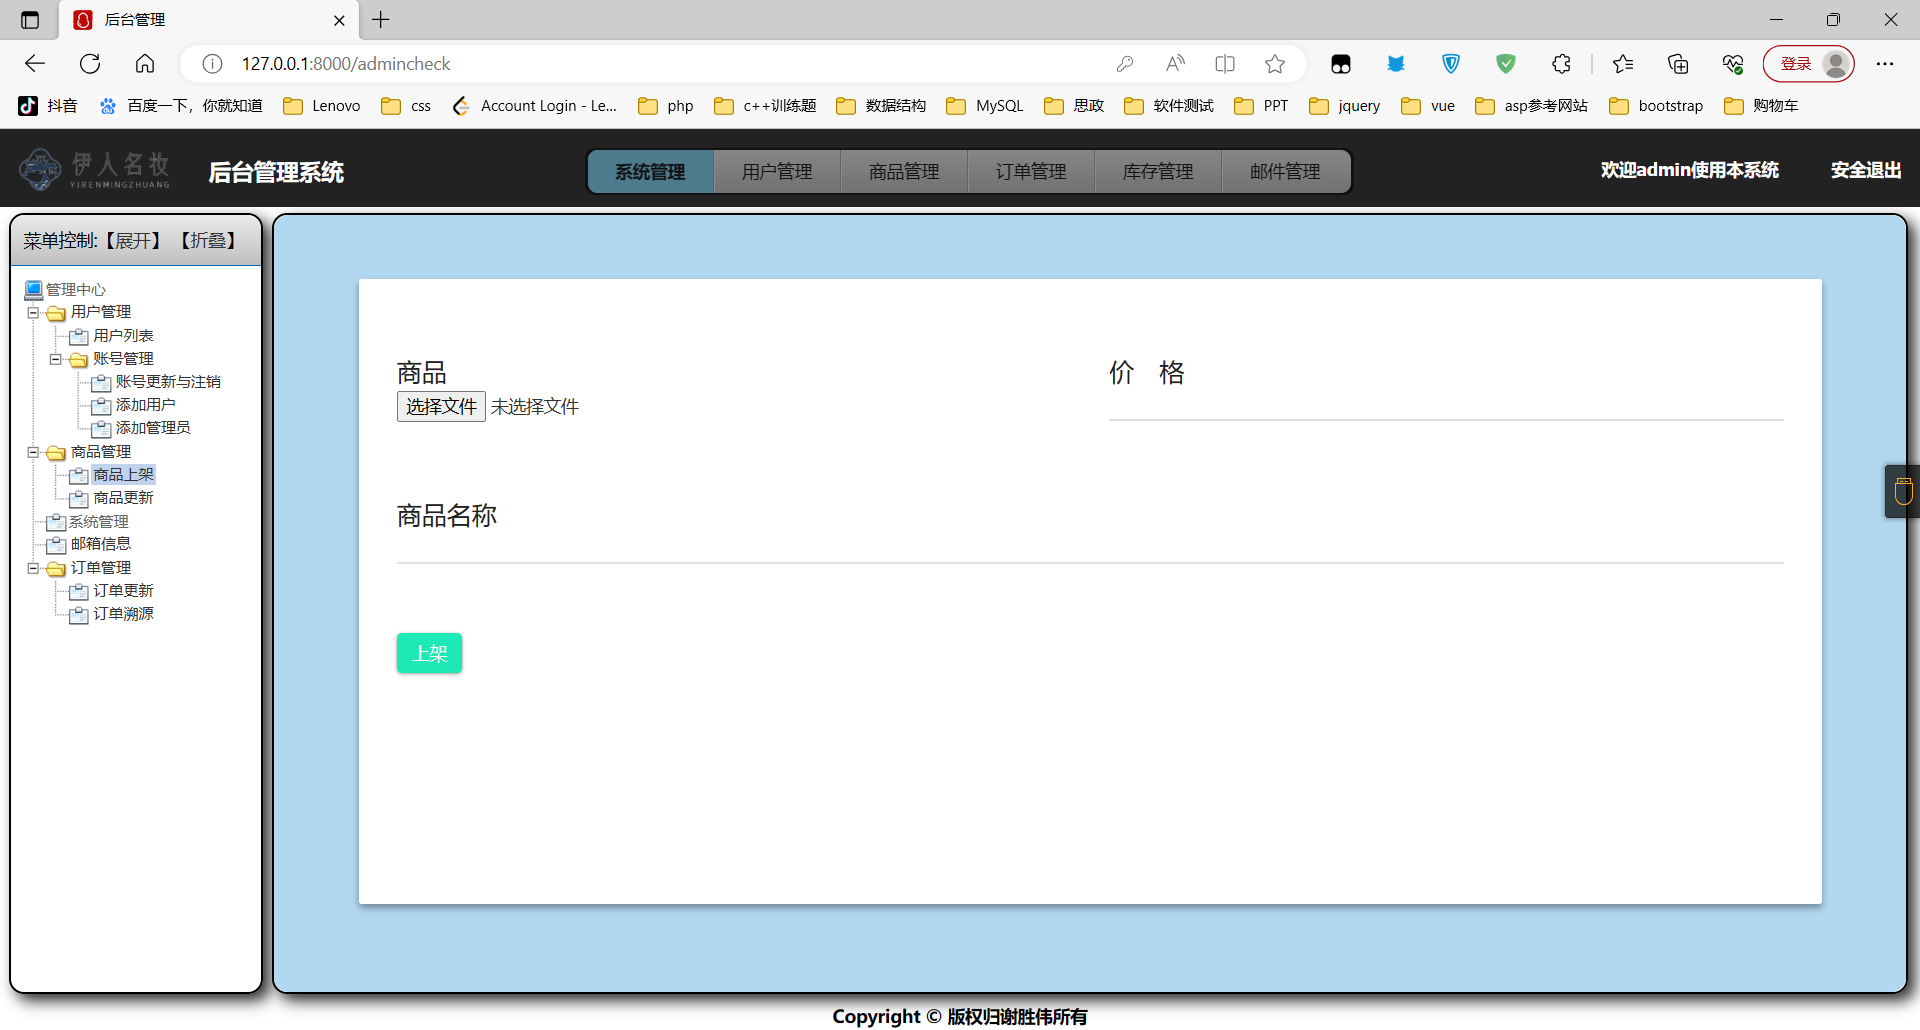 后台管理
127.0.0.1:8000/admincheck
登录
抖音 百度一下，你就知道 Lenovo css Account Login - Le... php c++训练题 数据结构 MySQL 思政 软件测试 PPT jquery vue asp参考网站 bootstrap 购物车
伊人名妆
YIRENMINGZHUANG
后台管理系统
系统管理 用户管理 商品管理 订单管理 库存管理 邮件管理
欢迎admin使用本系统 安全退出
菜单控制:【展开】 【折叠】
管理中心
用户管理
用户列表
账号管理
账号更新与注销
添加用户
添加管理员
商品管理
商品上架
商品更新
系统管理
邮箱信息
订单管理
订单更新
订单溯源
商品
选择文件 未选择文件
价 格
商品名称
上架
Copyright © 版权归谢胜伟所有